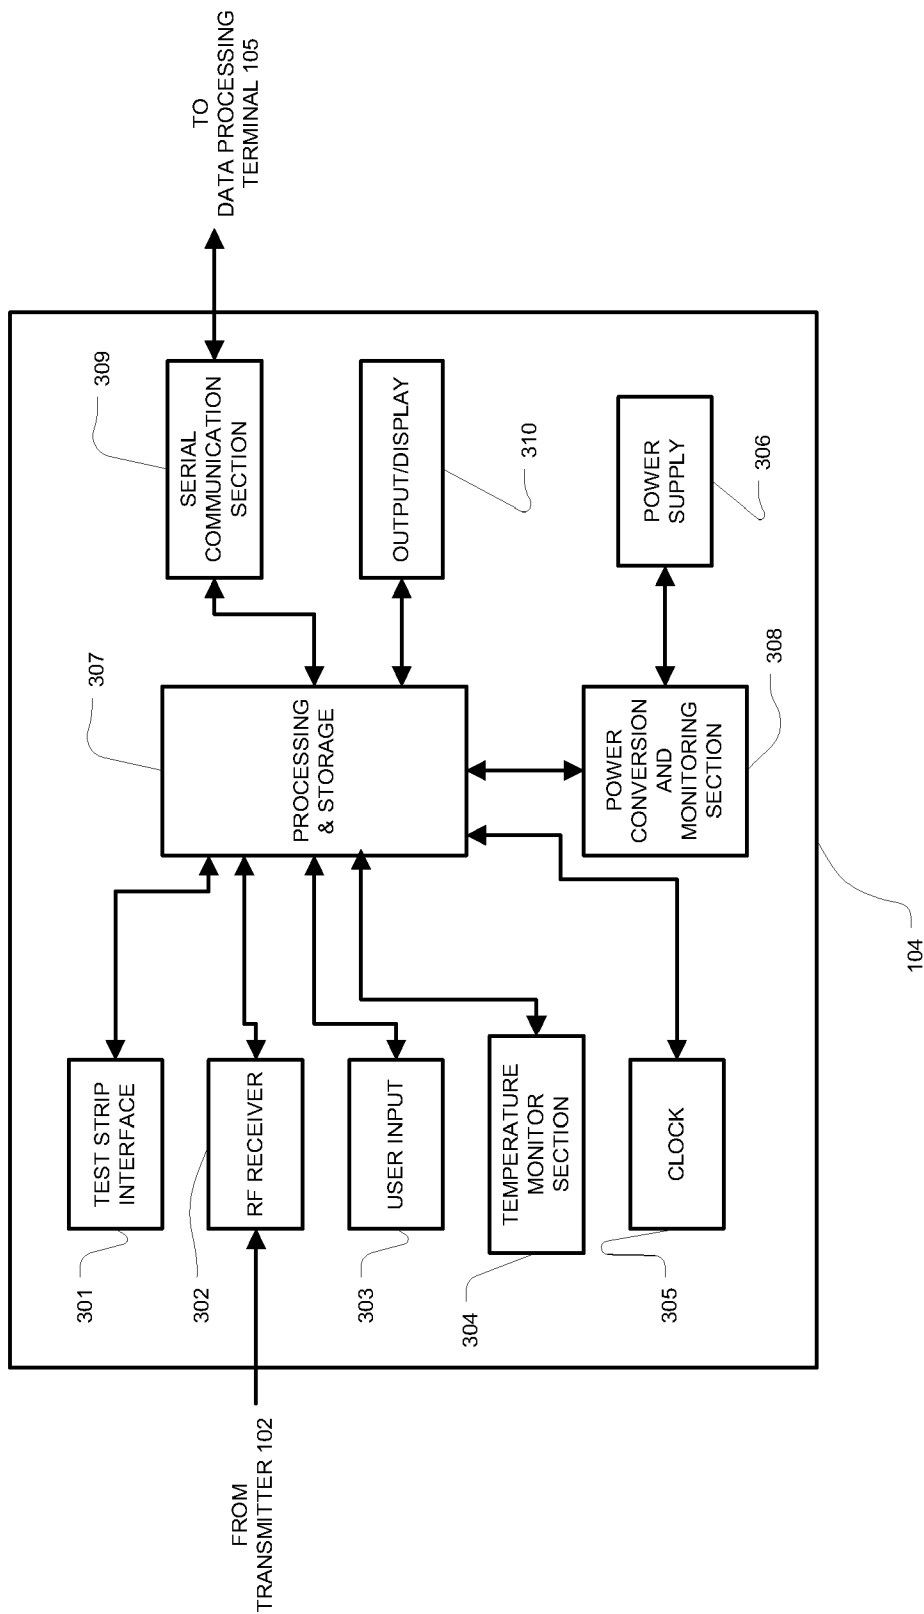 FROM
TRANSMITTER 102
301
TEST STRIP
INTERFACE
302
RF RECEIVER
303
USER INPUT
304
TEMPERATURE
MONITOR
SECTION
305
CLOCK
307
PROCESSING
& STORAGE
309
SERIAL
COMMUNICATION
SECTION
TO
DATA PROCESSING
TERMINAL 105
OUTPUT/DISPLAY
310
POWER
CONVERSION
AND
MONITORING
SECTION
308
POWER
SUPPLY
306
104